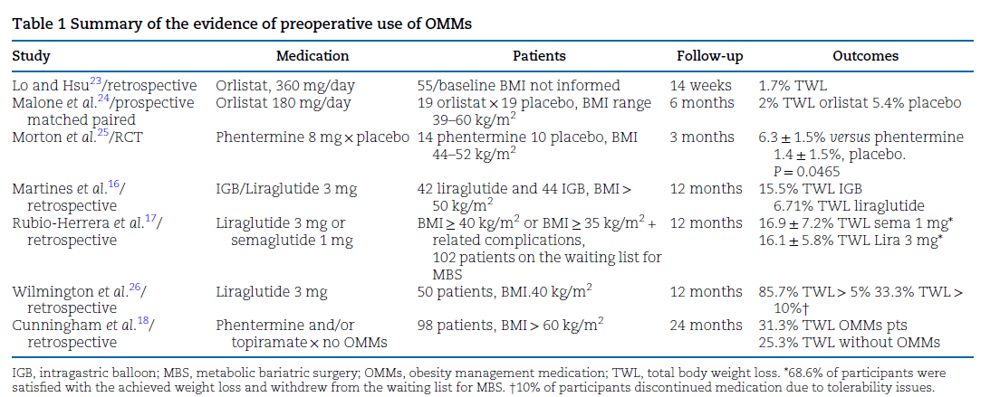 Table 1 Summary of the evidence of preoperative use of OMMs
Study Medication Patients Follow-up Outcomes
Lo and Hsu23/retrospective Orlistat, 360 mg/day 55/baseline BMI not informed 14 weeks 1.7% TWL
Malone et al.24/prospective Orlistat 180 mg/day 19 orlistat × 19 placebo, BMI range 6 months 2% TWL orlistat 5.4% placebo
matched paired 39–60 kg/m2
Morton et al.25/RCT Phentermine 8 mg × placebo 14 phentermine 10 placebo, BMI 3 months 6.3 ± 1.5% versus phentermine
44–52 kg/m2 1.4 ± 1.5%, placebo.
P = 0.0465
Martines et al.16/ IGB/Liraglutide 3 mg 42 liraglutide and 44 IGB, BMI > 12 months 15.5% TWL IGB
retrospective 50 kg/m2 6.71% TWL liraglutide
Rubio-Herrera et al.17/ Liraglutide 3 mg or BMI ≥ 40 kg/m2 or BMI ≥ 35 kg/m2 + 12 months 16.9 ± 7.2% TWL sema 1 mg*
retrospective semaglutide 1 mg related complications, 16.1 ± 5.8% TWL Lira 3 mg*
102 patients on the waiting list for
MBS
Wilmington et al.26/ Liraglutide 3 mg 50 patients, BMI.40 kg/m2 12 months 85.7% TWL > 5% 33.3% TWL >
retrospective 10%†
Cunningham et al.18/ Phentermine and/or 98 patients, BMI > 60 kg/m2 24 months 31.3% TWL OMMs pts
retrospective topiramate × no OMMs 25.3% TWL without OMMs
IGB, intragastric balloon; MBS, metabolic bariatric surgery; OMMs, obesity management medication; TWL, total body weight loss. *68.6% of participants were
satisfied with the achieved weight loss and withdrew from the waiting list for MBS. †10% of participants discontinued medication due to tolerability issues.